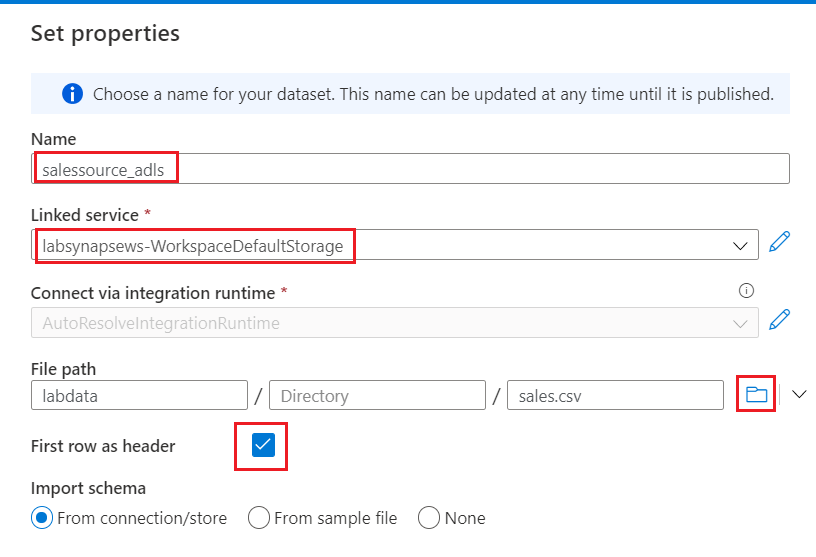 Set properties
Choose a name for your dataset. This name can be updated at any time until it is published.
Name
salessource_adls
Linked service *
labsynapsews-WorkspaceDefaultStorage
Connect via integration runtime *
AutoResolveIntegrationRuntime
File path
labdata / Directory / sales.csv
First row as header
Import schema
From connection/store From sample file None